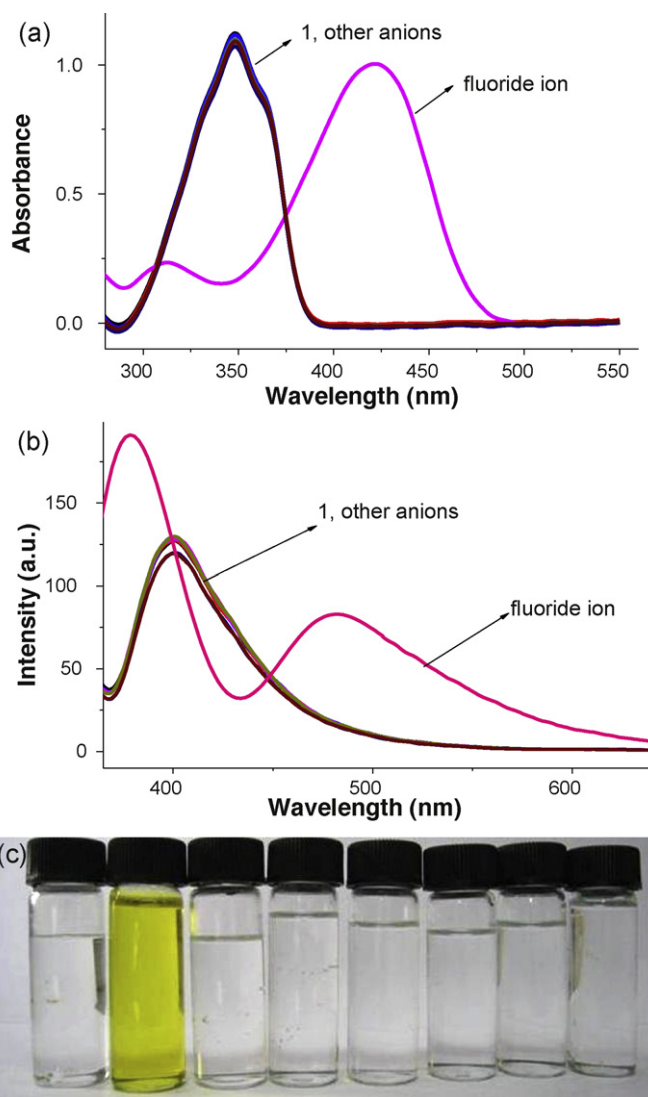 (a)
1, other anions
fluoride ion
1.0
0.5
0.0
Absorbance
300 350 400 450 500 550
Wavelength (nm)
(b)
1, other anions
fluoride ion
150
100
50
0
Intensity (a.u.)
400 500 600
Wavelength (nm)
(c)